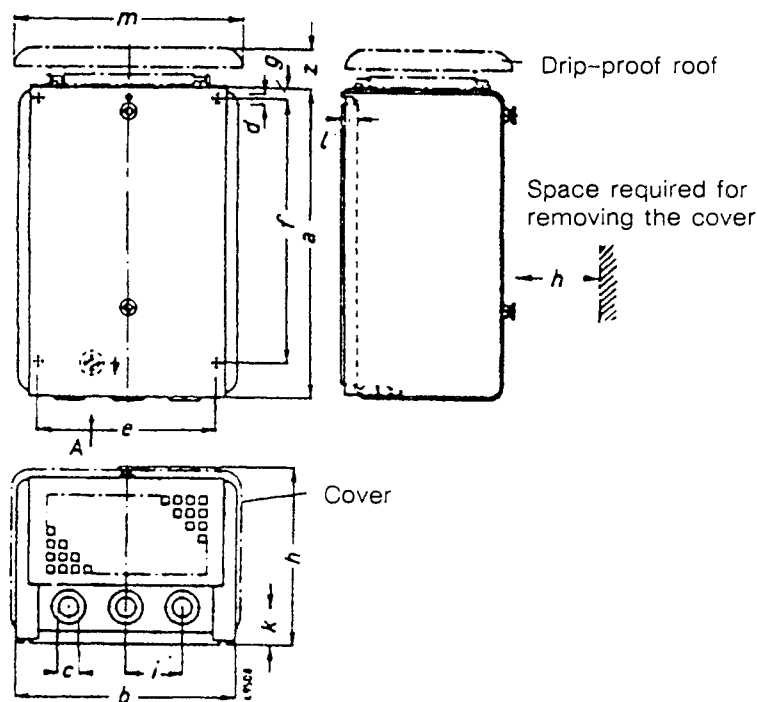 m
g
z
Drip-proof roof
d
l
Space required for
removing the cover
f
a
h
A
e
Cover
h
k
c
i
b